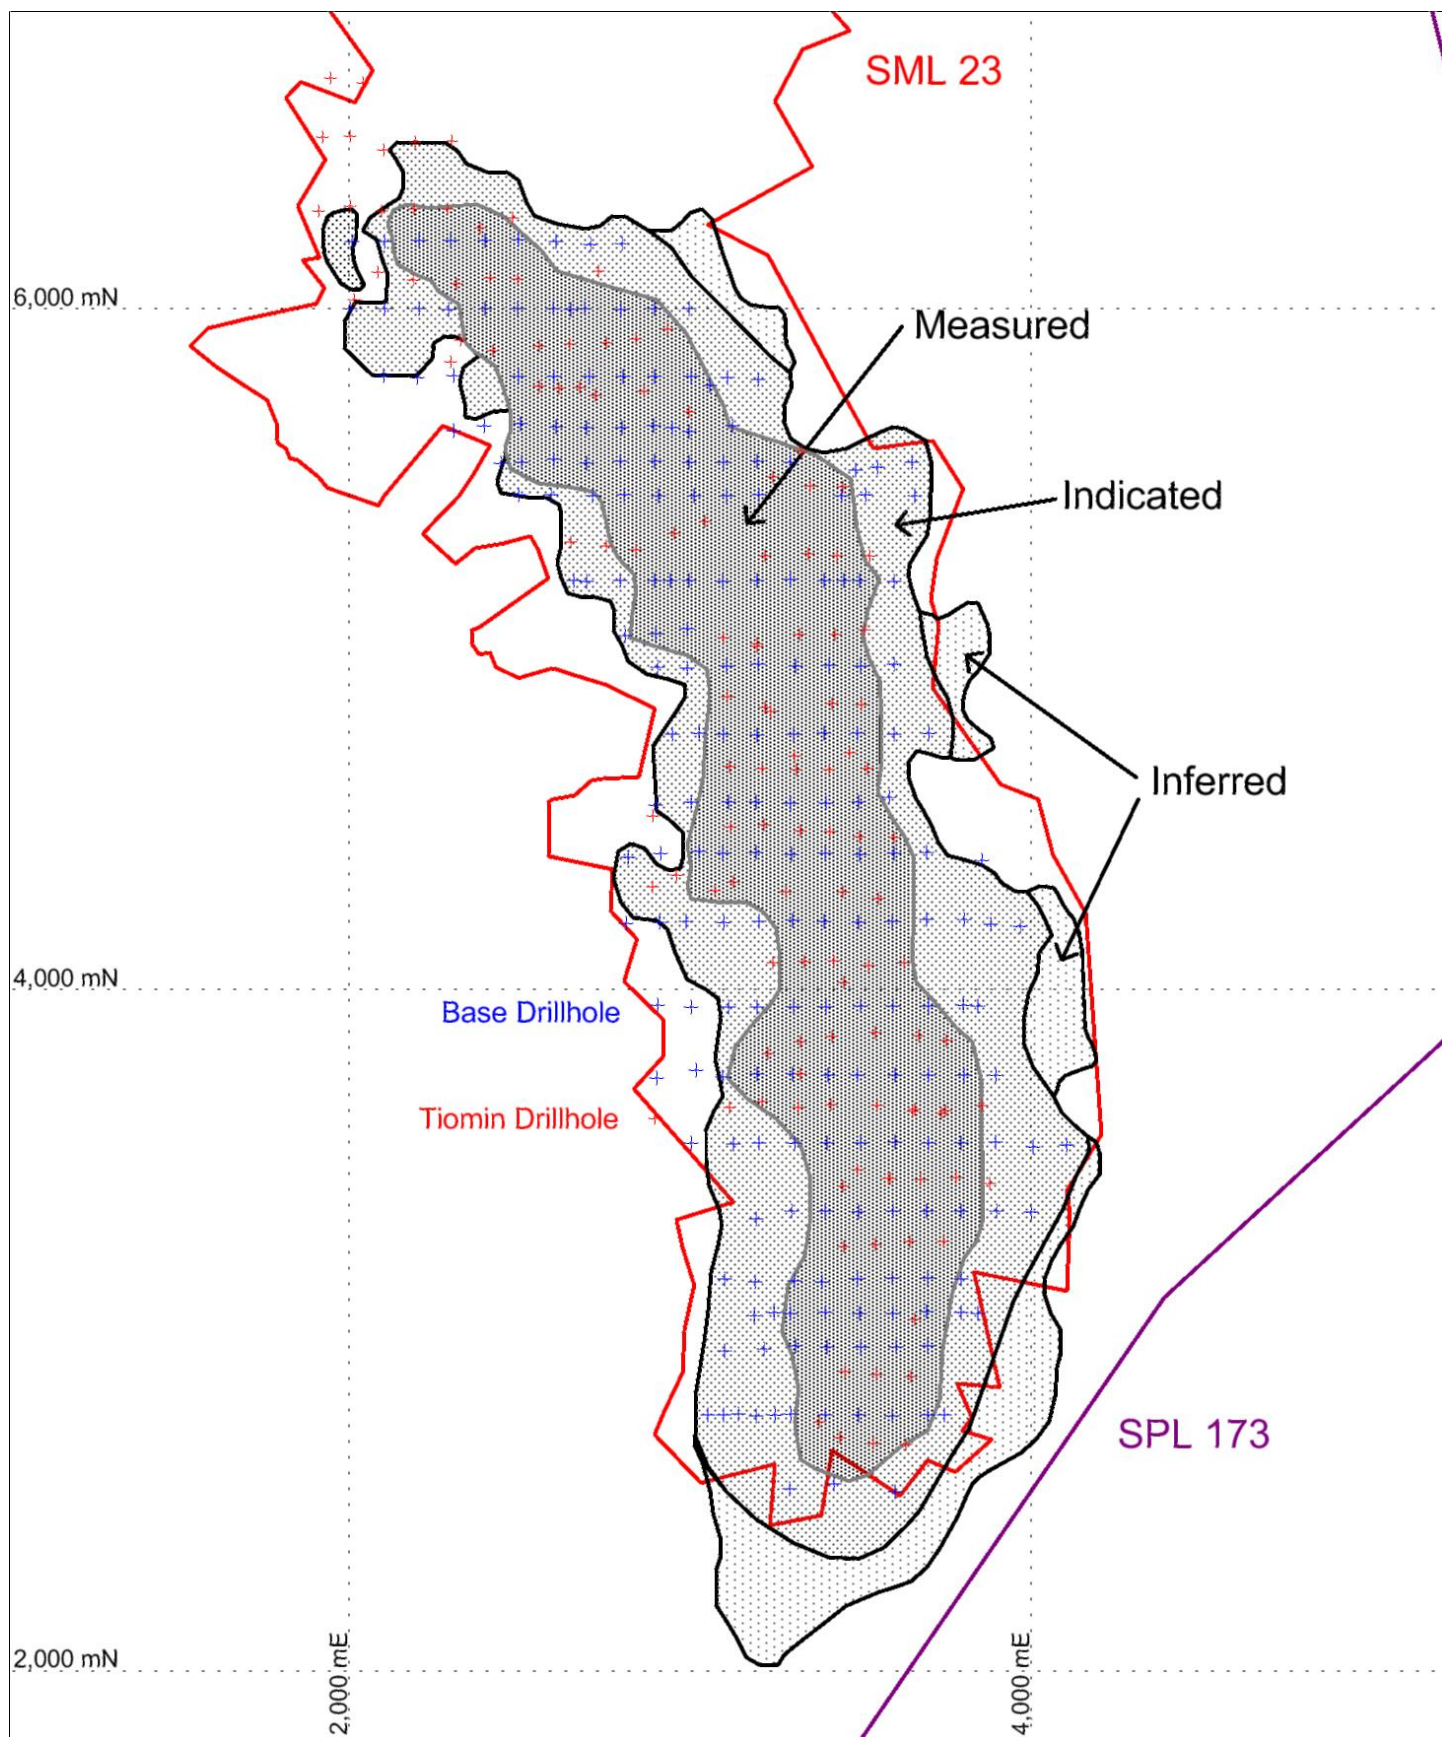 SML 23
6,000 mN
Measured
Indicated
Inferred
4,000 mN
Base Drillhole
Tiomin Drillhole
SPL 173
2,000 mN
2,000 mE
4,000 mE